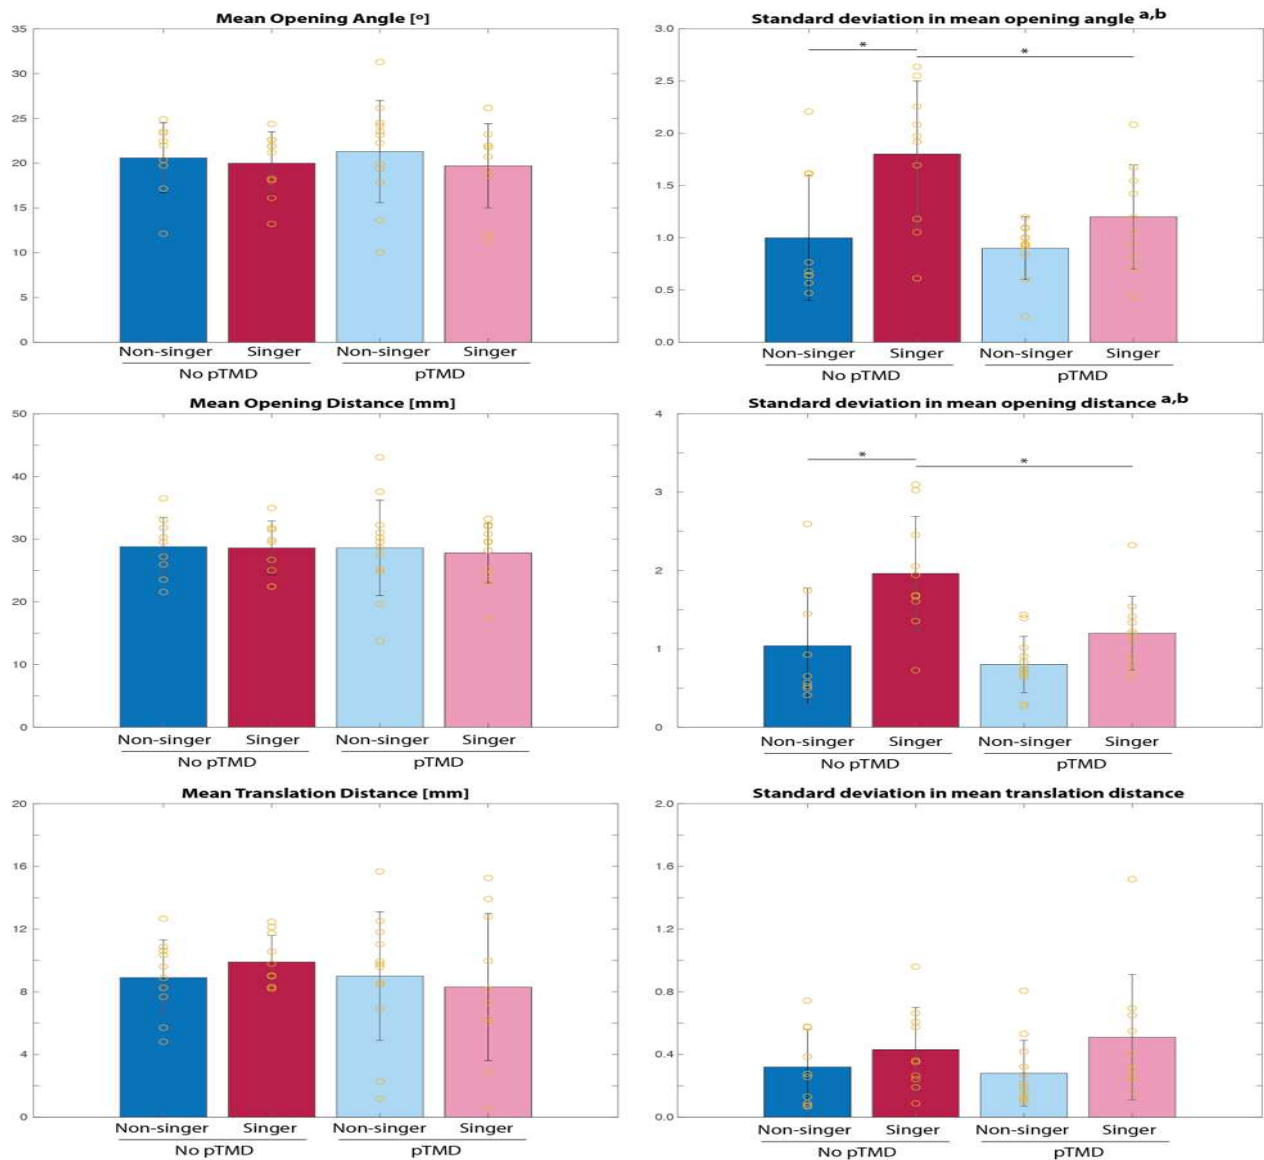 Mean Opening Angle [º]
35
30
25
20
15
10
5
0
Non-singer Singer Non-singer Singer
No pTMD pTMD
Standard deviation in mean opening angle a,b
3.0
2.5
2.0
1.5
1.0
0.5
0.0
* *
Non-singer Singer Non-singer Singer
No pTMD pTMD
Mean Opening Distance [mm]
50
40
30
20
10
0
Non-singer Singer Non-singer Singer
No pTMD pTMD
Standard deviation in mean opening distance a,b
4
3
2
1
0
* *
Non-singer Singer Non-singer Singer
No pTMD pTMD
Mean Translation Distance [mm]
20
16
12
8
4
0
Non-singer Singer Non-singer Singer
No pTMD pTMD
Standard deviation in mean translation distance
2.0
1.6
1.2
0.8
0.4
0.0
Non-singer Singer Non-singer Singer
No pTMD pTMD